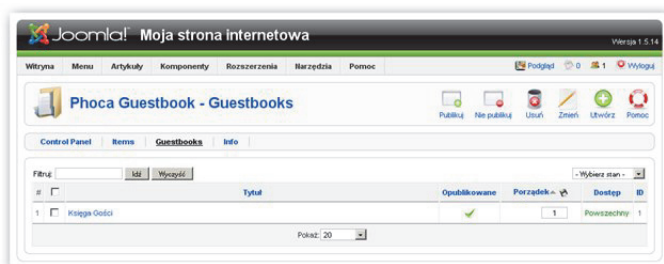 Joomla! Moja strona internetowa
Wersja 1.5.14
Witryna Menu Artykuły Komponenty Rozszerzenia Narzędzia Pomoc Podgląd 0 1 Wyloguj
Phoca Guestbook - Guestbooks
Publikuj Nie publikuj Usuń Zmień Utwórz Pomoc
Control Panel Items Guestbooks Info
Filtruj: Idź Wyczyść - Wybierz stan -
# Tytuł Opublikowane Porządek Dostęp ID
1 Księga Gości 1 Powszechny 1
Pokaż: 20